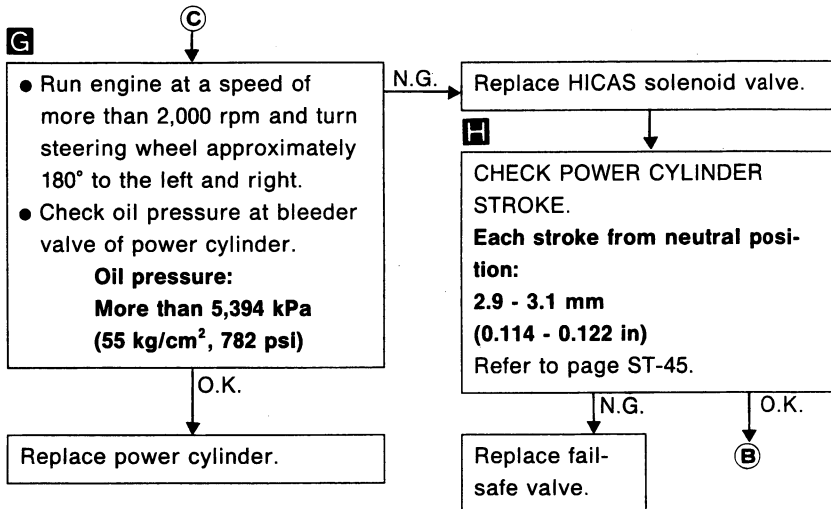 C
G
● Run engine at a speed of
more than 2,000 rpm and turn
steering wheel approximately
180° to the left and right.
● Check oil pressure at bleeder
valve of power cylinder.
Oil pressure:
More than 5,394 kPa
(55 kg/cm², 782 psi)
O.K.
Replace power cylinder.
N.G.
Replace HICAS solenoid valve.
H
CHECK POWER CYLINDER
STROKE.
Each stroke from neutral posi-
tion:
2.9 - 3.1 mm
(0.114 - 0.122 in)
Refer to page ST-45.
N.G.
O.K.
Replace fail-
safe valve.
B